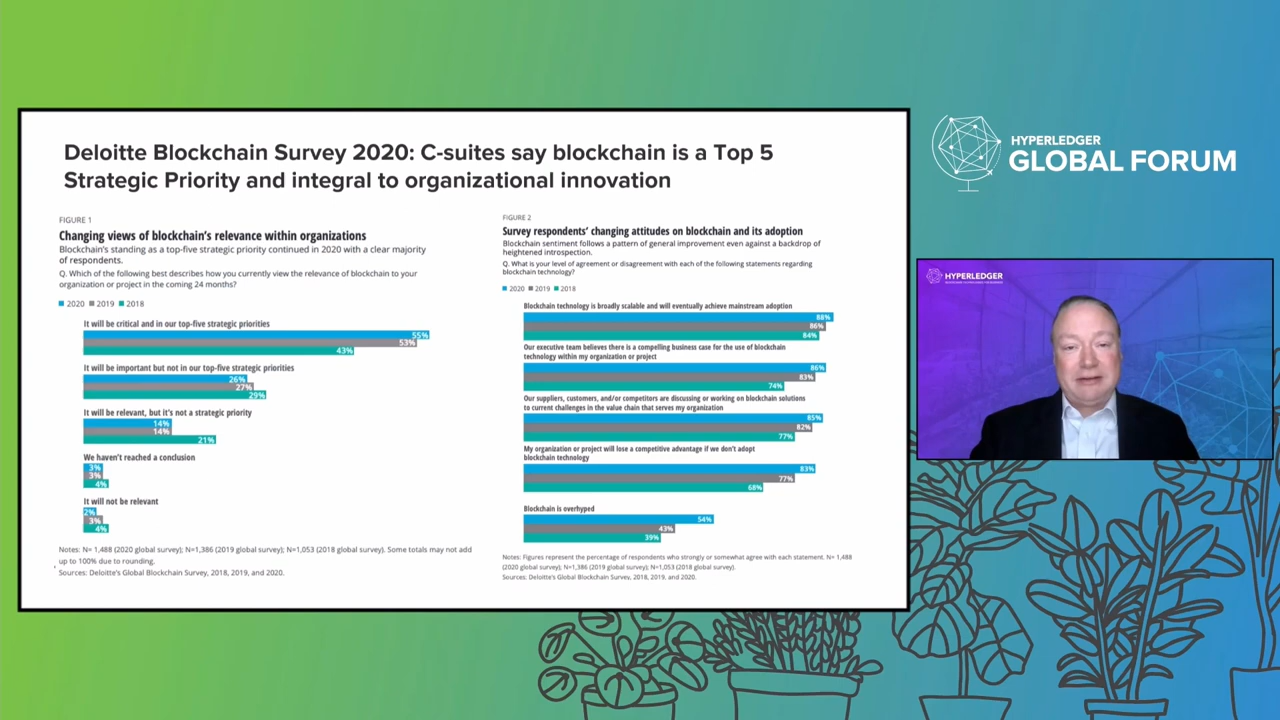 Deloitte Blockchain Survey 2020: C-suites say blockchain is a Top 5
Strategic Priority and integral to organizational innovation
FIGURE 1
Changing views of blockchain's relevance within organizations
Blockchain's standing as a top-five strategic priority continued in 2020 with a clear majority
of respondents.
Q. Which of the following best describes how you currently view the relevance of blockchain to your
organization or project in the coming 24 months?
2020 2019 2018
It will be critical and in our top-five strategic priorities
55%
53%
43%
It will be important but not in our top-five strategic priorities
26%
27%
29%
It will be relevant, but it's not a strategic priority
14%
14%
21%
We haven't reached a conclusion
3%
3%
4%
It will not be relevant
2%
3%
4%
Notes: N= 1,488 (2020 global survey); N=1,386 (2019 global survey); N=1,053 (2018 global survey). Some totals may not add
up to 100% due to rounding.
Sources: Deloitte's Global Blockchain Survey, 2018, 2019, and 2020.
FIGURE 2
Survey respondents' changing attitudes on blockchain and its adoption
Blockchain sentiment follows a pattern of general improvement even against a backdrop of
heightened introspection.
Q. What is your level of agreement or disagreement with each of the following statements regarding
blockchain technology?
2020 2019 2018
Blockchain technology is broadly scalable and will eventually achieve mainstream adoption
88%
86%
84%
Our executive team believes there is a compelling business case for the use of blockchain
technology within my organization or project
86%
83%
74%
Our suppliers, customers, and/or competitors are discussing or working on blockchain solutions
to current challenges in the value chain that serves my organization
85%
82%
77%
My organization or project will lose a competitive advantage if we don't adopt
blockchain technology
83%
77%
68%
Blockchain is overhyped
54%
43%
39%
Notes: Figures represent the percentage of respondents who strongly or somewhat agree with each statement. N= 1,488
(2020 global survey); N=1,386 (2019 global survey); N=1,053 (2018 global survey).
Sources: Deloitte's Global Blockchain Survey, 2018, 2019, and 2020.
HYPERLEDGER
GLOBAL FORUM
HYPERLEDGER